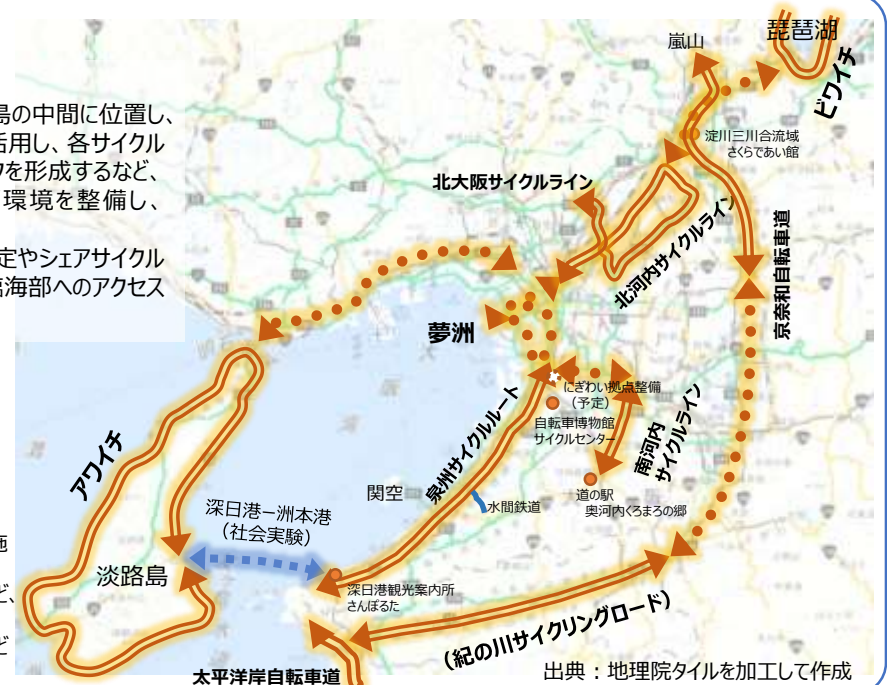 島の中間に位置し、
活用し、各サイクル
クを形成するなど、
環境を整備し、
定やシェアサイクル
臨海部へのアクセス
施
ど、
ど
琵琶湖
ビワイチ
嵐山
淀川三川合流域
さくらであい館
北大阪サイクルライン
北河内サイクルライン
京奈和自転車道
夢洲
にぎわい拠点整備
(予定)
自転車博物館
サイクルセンター
泉州サイクルルート
南河内
サイクルライン
アワイチ
関空
水間鉄道
道の駅
奥河内くろまろの郷
深日港-洲本港
(社会実験)
淡路島
深日港観光案内所
さんぽるた
(紀の川サイクリングロード)
太平洋岸自転車道
出典:地理院タイルを加工して作成